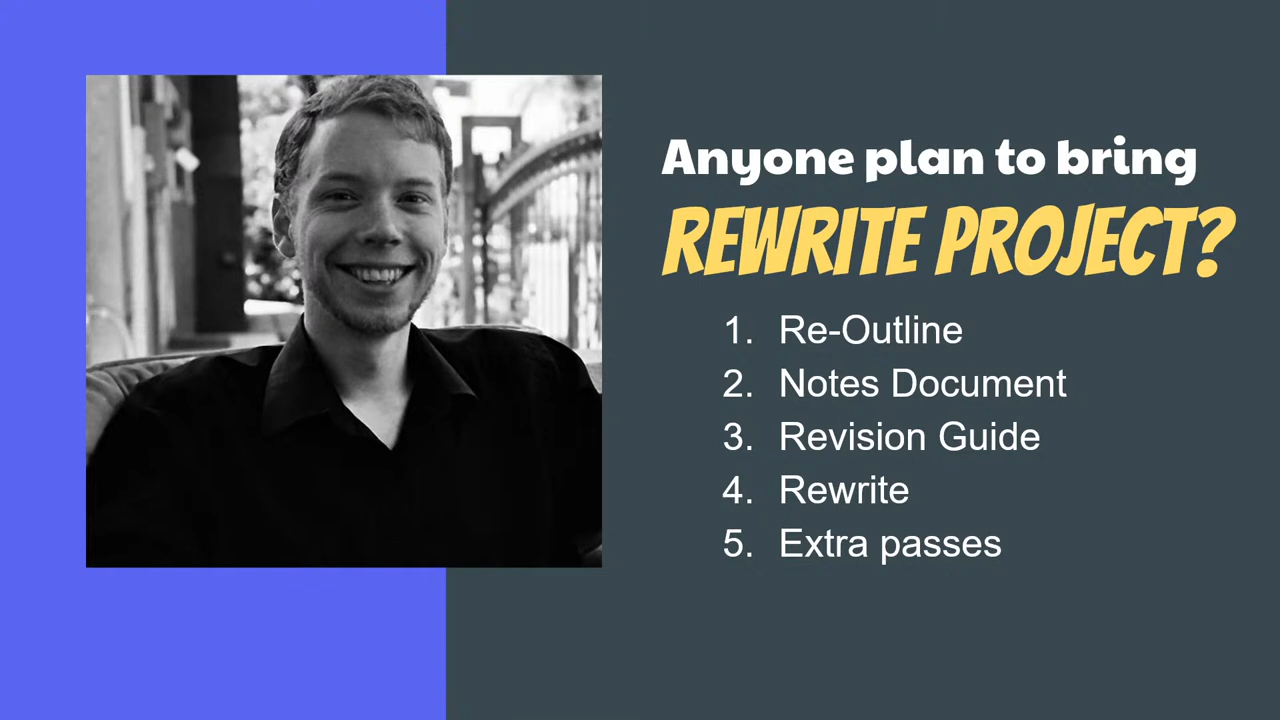 Anyone plan to bring
REWRITE PROJECT?
1. Re-Outline
2. Notes Document
3. Revision Guide
4. Rewrite
5. Extra passes